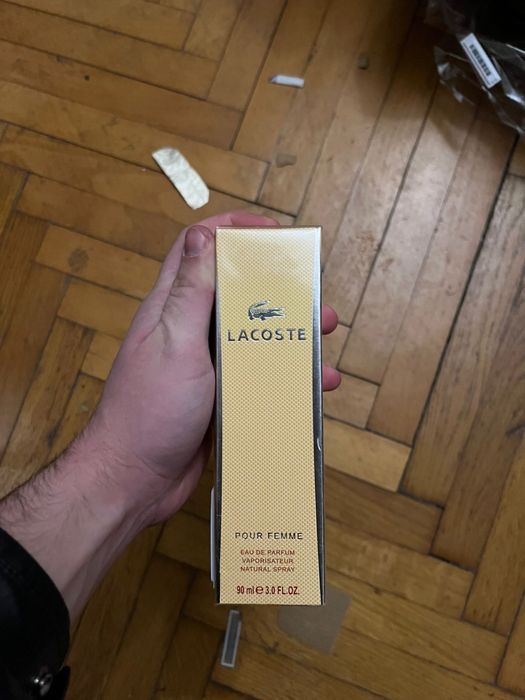 LACOSTE
POUR FEMME
EAU DE PARFUM
VAPORISATEUR
NATURAL SPRAY
90 ml ℮ 3.0 FL.OZ.